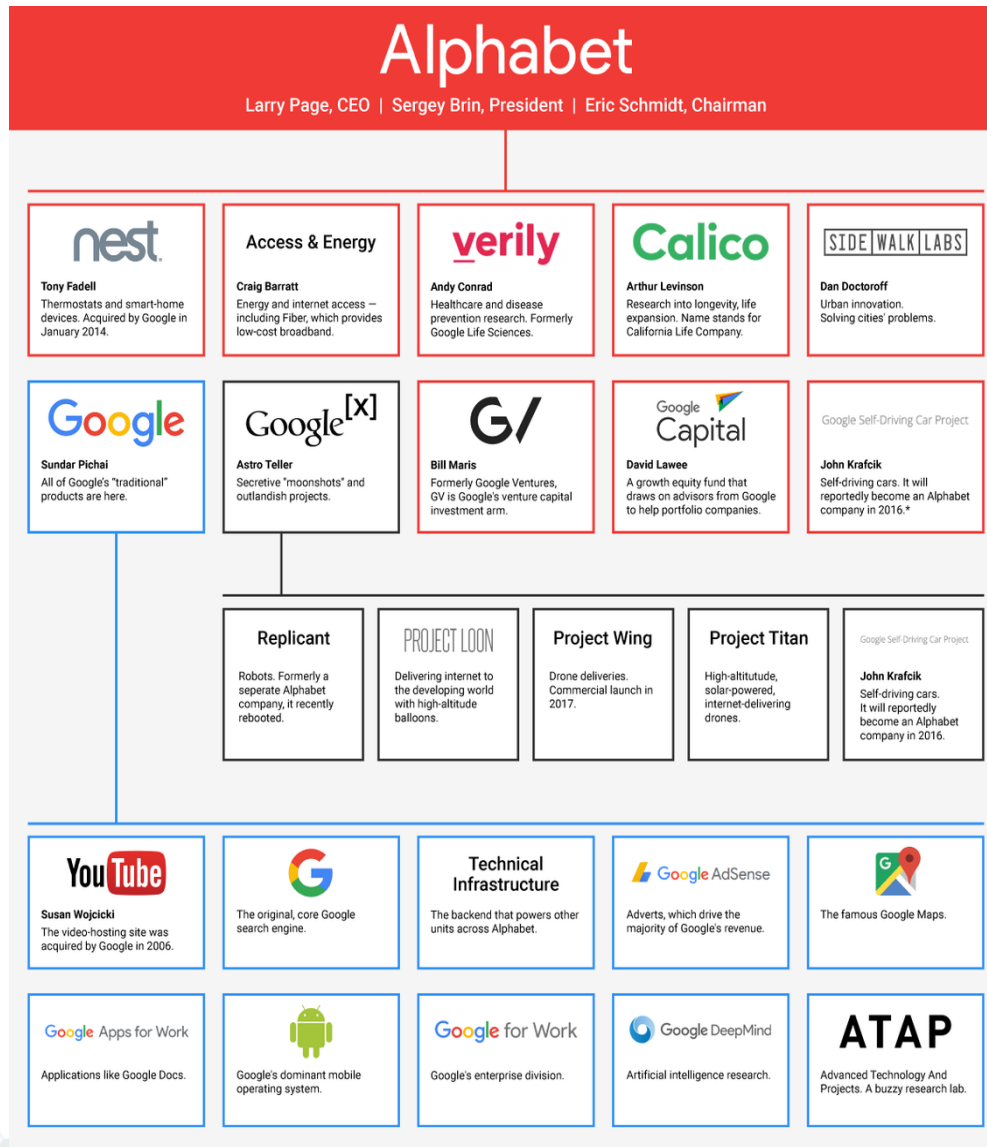 Alphabet
Larry Page, CEO | Sergey Brin, President | Eric Schmidt, Chairman
nest
Tony Fadell
Thermostats and smart-home
devices. Acquired by Google in
January 2014.
Access & Energy
Craig Barratt
Energy and internet access —
including Fiber, which provides
low-cost broadband.
verily
Andy Conrad
Healthcare and disease
prevention research. Formerly
Google Life Sciences.
Calico
Arthur Levinson
Research into longevity, life
expansion. Name stands for
California Life Company.
SIDE WALK LABS
Dan Doctoroff
Urban innovation.
Solving cities' problems.
Google
Sundar Pichai
All of Google's "traditional"
products are here.
Google[x]
Astro Teller
Secretive "moonshots" and
outlandish projects.
G/
Bill Maris
Formerly Google Ventures,
GV is Google's venture capital
investment arm.
Google
Capital
David Lawee
A growth equity fund that
draws on advisors from Google
to help portfolio companies.
Google Self-Driving Car Project
John Krafcik
Self-driving cars. It will
reportedly become an Alphabet
company in 2016.*
Replicant
Robots. Formerly a
seperate Alphabet
company, it recently
rebooted.
PROJECT LOON
Delivering internet to
the developing world
with high-altitude
balloons.
Project Wing
Drone deliveries.
Commercial launch in
2017.
Project Titan
High-altitutude,
solar-powered,
internet-delivering
drones.
Google Self-Driving Car Project
John Krafcik
Self-driving cars.
It will reportedly
become an Alphabet
company in 2016.
YouTube
Susan Wojcicki
The video-hosting site was
acquired by Google in 2006.
G
The original, core Google
search engine.
Technical
Infrastructure
The backend that powers other
units across Alphabet.
Google AdSense
Adverts, which drive the
majority of Google's revenue.
G
The famous Google Maps.
Google Apps for Work
Applications like Google Docs.
Google's dominant mobile
operating system.
Google for Work
Google's enterprise division.
Google DeepMind
Artificial intelligence research.
ATAP
Advanced Technology And
Projects. A buzzy research lab.